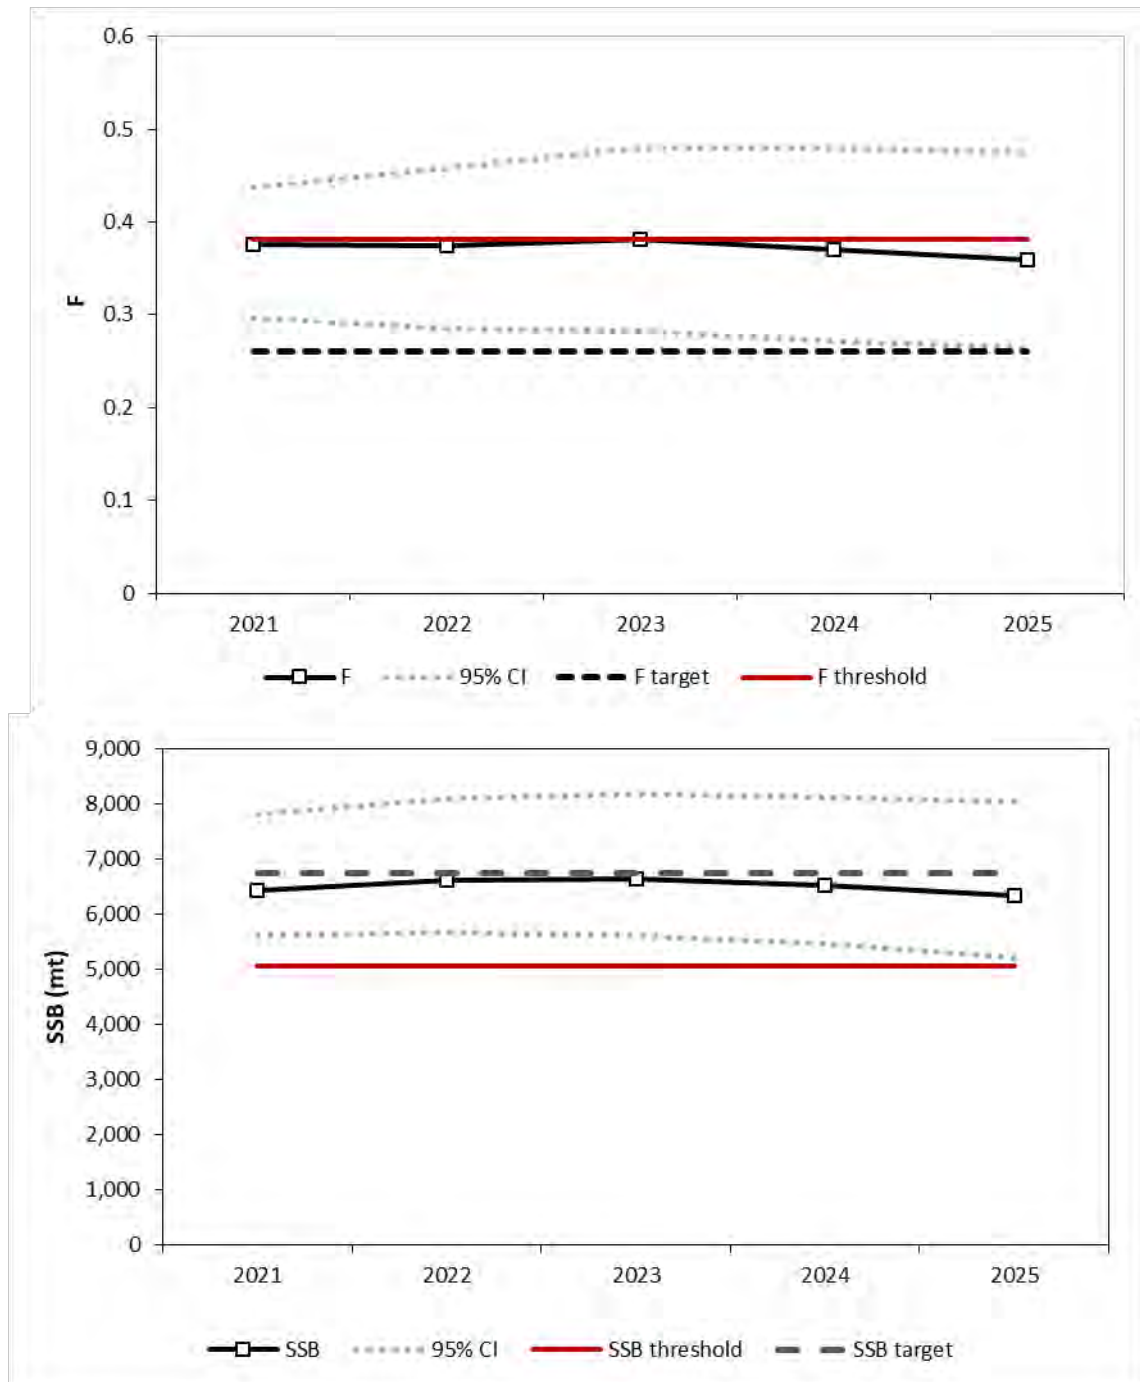 0.6
0.5
0.4
0.3
0.2
0.1
0
F
2021 2022 2023 2024 2025
F 95% CI F target F threshold
9,000
8,000
7,000
6,000
5,000
4,000
3,000
2,000
1,000
0
SSB (mt)
2021 2022 2023 2024 2025
SSB 95% CI SSB threshold SSB target